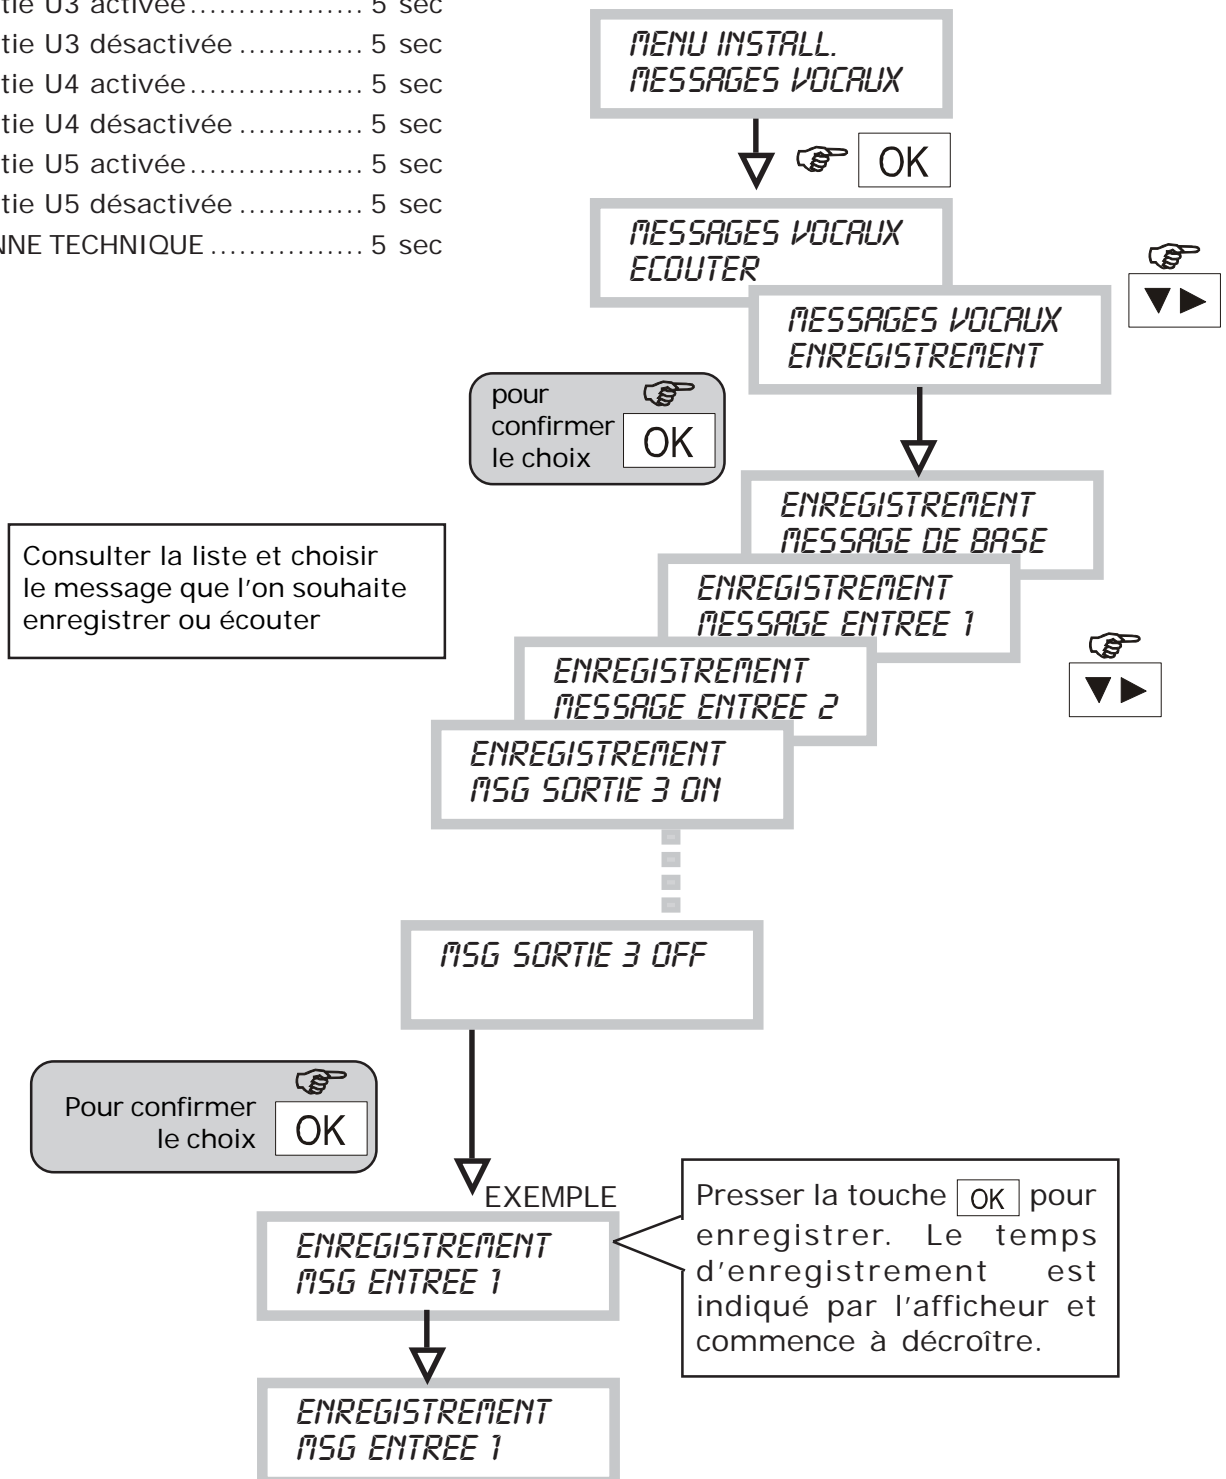 tie U3 activée.................. 5 sec
tie U3 désactivée ............. 5 sec
tie U4 activée.................. 5 sec
tie U4 désactivée ............. 5 sec
tie U5 activée.................. 5 sec
tie U5 désactivée ............. 5 sec
NNE TECHNIQUE ................ 5 sec
MENU INSTALL.
MESSAGES VOCAUX
OK
MESSAGES VOCAUX
ECOUTER
MESSAGES VOCAUX
ENREGISTREMENT
pour
confirmer
le choix
OK
ENREGISTREMENT
MESSAGE DE BASE
Consulter la liste et choisir
le message que l'on souhaite
enregistrer ou écouter
ENREGISTREMENT
MESSAGE ENTREE 1
ENREGISTREMENT
MESSAGE ENTREE 2
ENREGISTREMENT
MSG SORTIE 3 ON
MSG SORTIE 3 OFF
Pour confirmer
le choix
OK
EXEMPLE
ENREGISTREMENT
MSG ENTREE 1
Presser la touche OK pour
enregistrer. Le temps
d'enregistrement est
indiqué par l'afficheur et
commence à décroître.
ENREGISTREMENT
MSG ENTREE 1